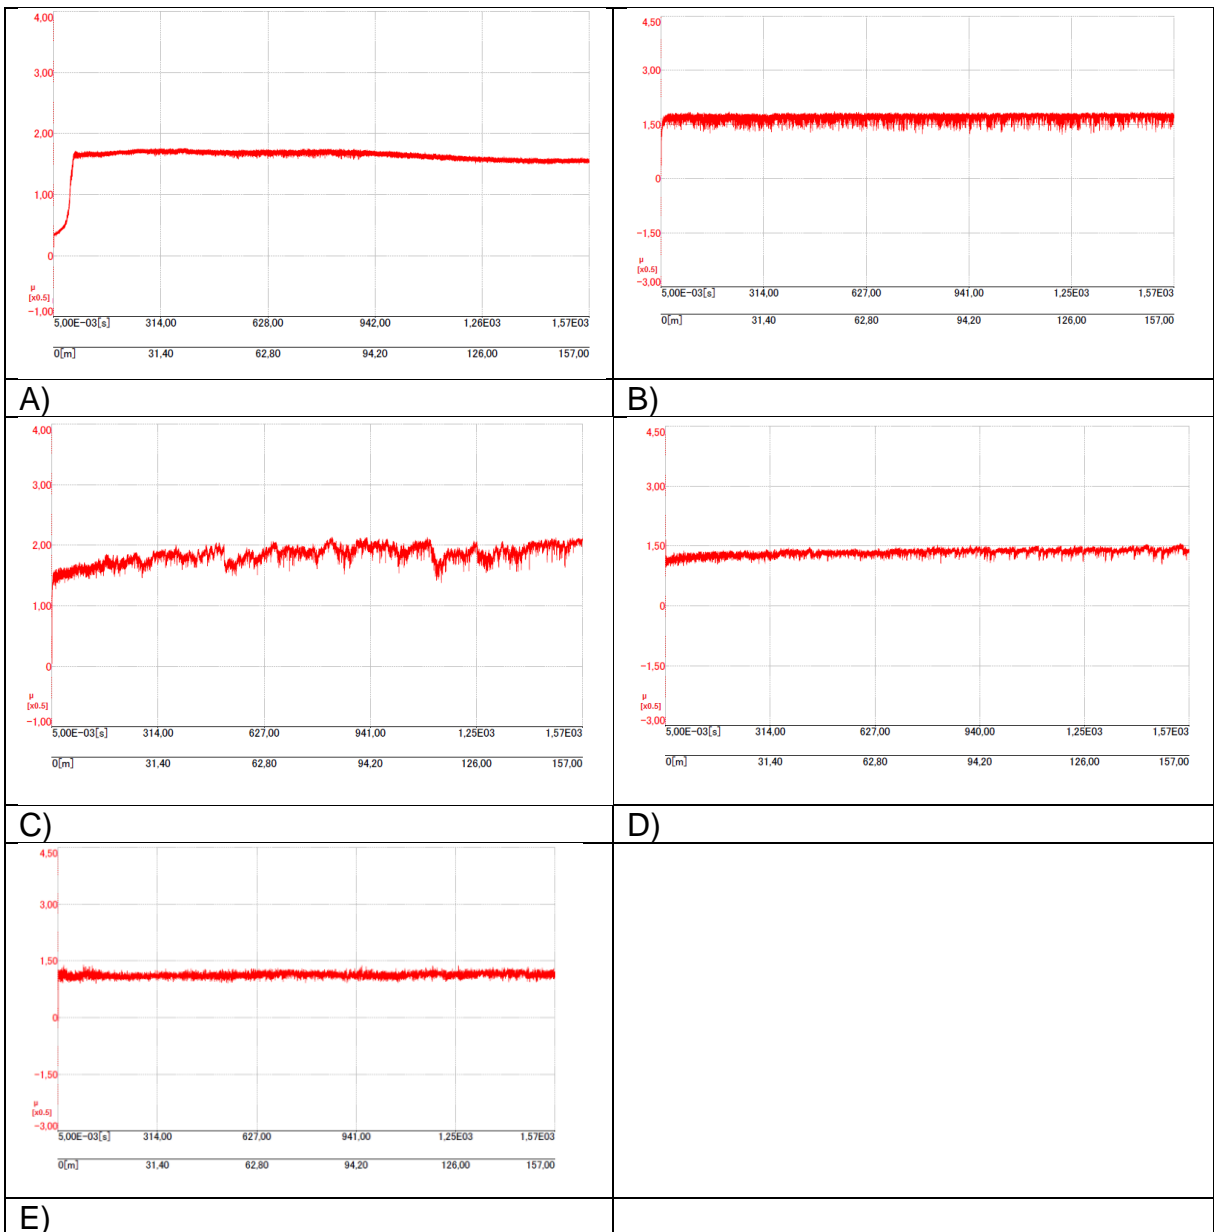 4,00
3,00
2,00
1,00
0
μ
[x0.5]
-1,00
5,00E-03[s] 314,00 628,00 942,00 1,26E03 1,57E03
0[m] 31,40 62,80 94,20 126,00 157,00
A)
4,50
3,00
1,50
0
-1,50
μ
[x0.5]
-3,00
5,00E-03[s] 314,00 627,00 941,00 1,25E03 1,57E03
0[m] 31,40 62,80 94,20 126,00 157,00
B)
4,00
3,00
2,00
1,00
0
μ
[x0.5]
-1,00
5,00E-03[s] 314,00 627,00 941,00 1,25E03 1,57E03
0[m] 31,40 62,80 94,20 126,00 157,00
C)
4,50
3,00
1,50
0
-1,50
μ
[x0.5]
-3,00
5,00E-03[s] 314,00 627,00 940,00 1,25E03 1,57E03
0[m] 31,40 62,80 94,20 126,00 157,00
D)
4,50
3,00
1,50
0
-1,50
μ
[x0.5]
-3,00
5,00E-03[s] 314,00 627,00 941,00 1,25E03 1,57E03
0[m] 31,40 62,80 94,20 126,00 157,00
E)